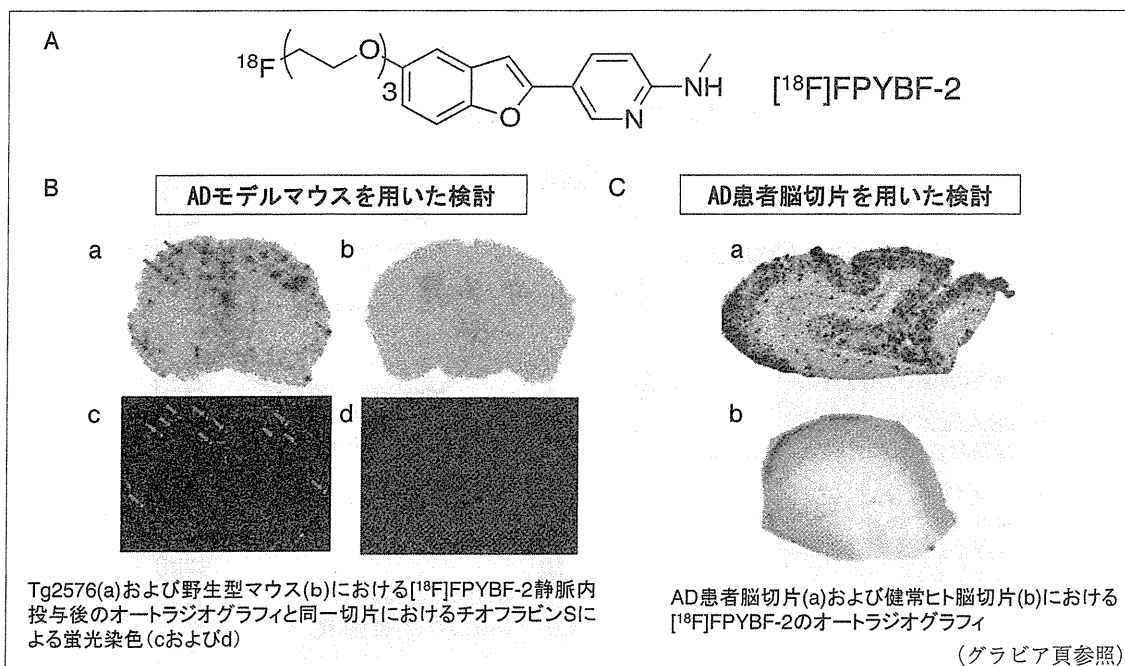 A
18F ( O ) 3 O N NH [18F]FPYBF-2
B
ADモデルマウスを用いた検討
a b
c d
Tg2576(a)および野生型マウス(b)における[18F]FPYBF-2静脈内
投与後のオートラジオグラフィと同一切片におけるチオフラビンSに
よる蛍光染色(cおよびd)
C
AD患者脳切片を用いた検討
a
b
AD患者脳切片(a)および健常ヒト脳切片(b)における
[18F]FPYBF-2のオートラジオグラフィ
(グラビア頁参照)